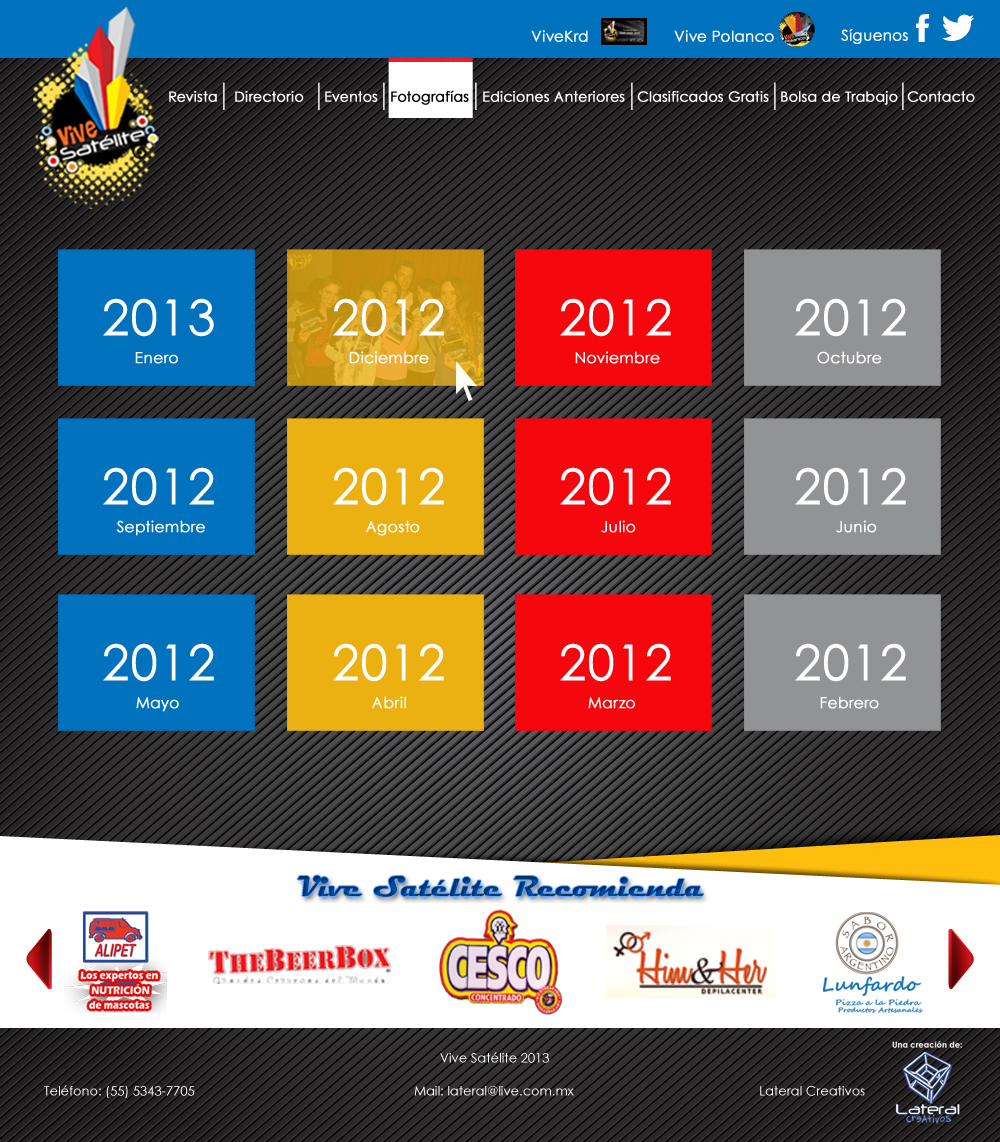 ViveKrd
Vive Polanco
Síguenos
Vive
Satélite
Revista
Directorio
Eventos
Fotografías
Ediciones Anteriores
Clasificados Gratis
Bolsa de Trabajo
Contacto
2013
Enero
2012
Diciembre
2012
Noviembre
2012
Octubre
2012
Septiembre
2012
Agosto
2012
Julio
2012
Junio
2012
Mayo
2012
Abril
2012
Marzo
2012
Febrero
Vive Satélite Recomienda
ALIPET
Los expertos en
NUTRICIÓN
de mascotas
THEBEERBOX
CESCO
CONCENTRADO
Him & Her
DEPILACENTER
SABOR
ARGENTINO
Lunfardo
Pizza a la Piedra
Productos Artesanales
Vive Satélite 2013
Teléfono: (55) 5343-7705
Mail: lateral@live.com.mx
Lateral Creativos
Una creación de:
Lateral
creativos